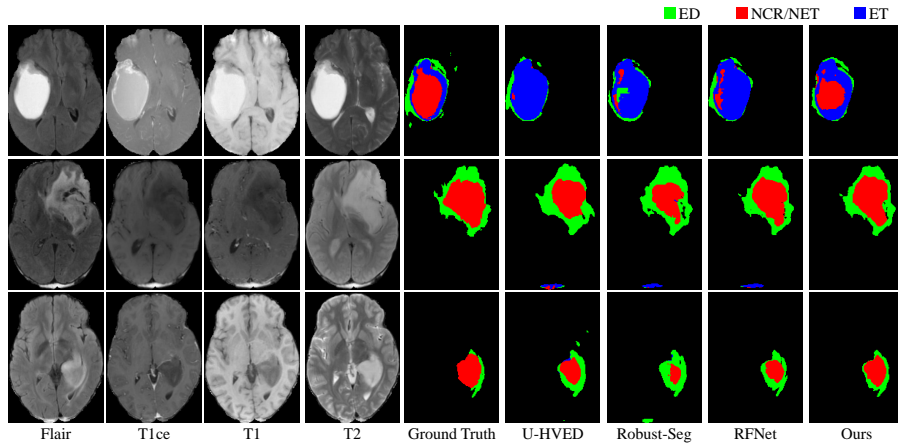 ED NCR/NET ET
Flair T1ce T1 T2 Ground Truth U-HVED Robust-Seg RFNet Ours